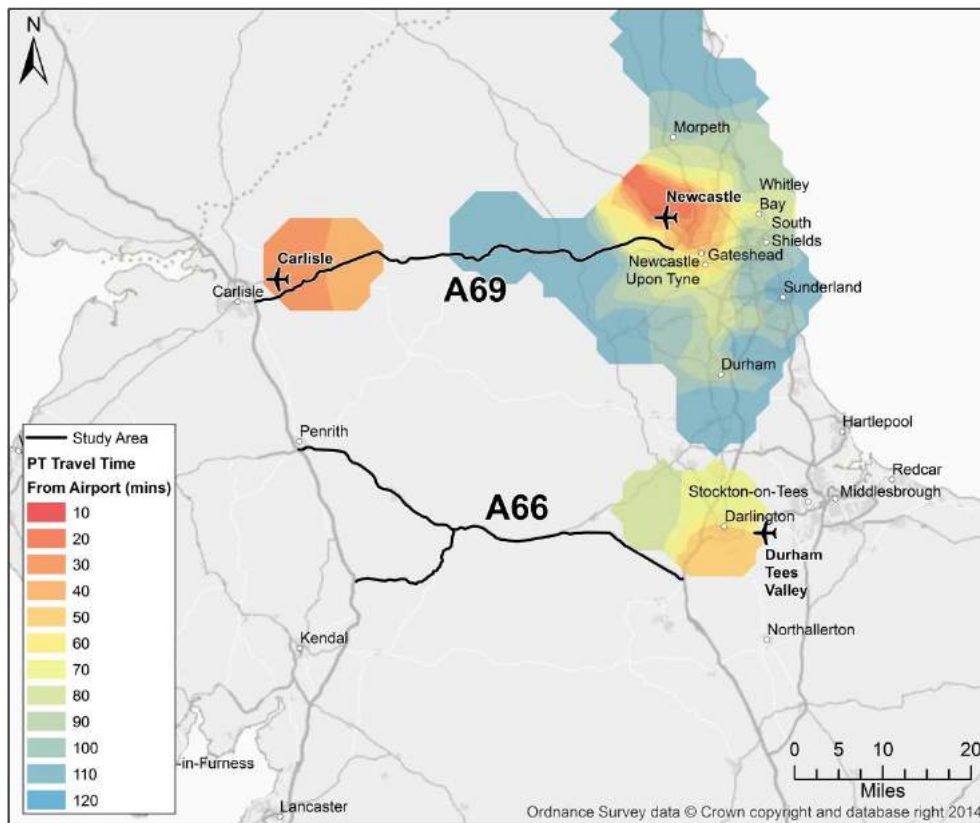 N
Morpeth
Newcastle
Whitley
Bay
South
Shields
Carlisle
Gateshead
Newcastle
Upon Tyne
Carlisle
A69
Sunderland
Durham
Penrith
Hartlepool
Redcar
Stockton-on-Tees
Middlesbrough
A66
Darlington
Durham
Tees
Valley
Northallerton
Kendal
-in-Furness
Lancaster
Study Area
PT Travel Time
From Airport (mins)
10
20
30
40
50
60
70
80
90
100
110
120
0 5 10 20
Miles
Ordnance Survey data © Crown copyright and database right 2014